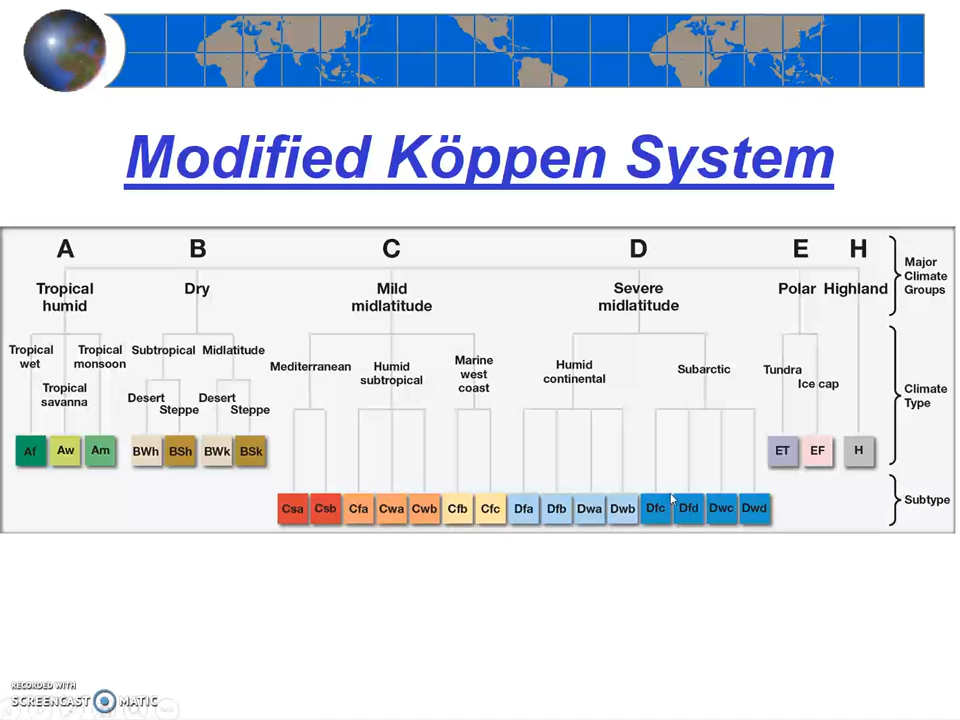 Modified Köppen System
A B C D E H
Major
Climate
Groups
Tropical
humid
Dry
Mild
midlatitude
Severe
midlatitude
Polar
Highland
Tropical
wet
Tropical
savanna
Tropical
monsoon
Subtropical
Desert
Steppe
Midlatitude
Desert
Steppe
Mediterranean
Humid
subtropical
Marine
west
coast
Humid
continental
Subarctic
Tundra
Ice cap
Climate
Type
Af Aw Am BWh BSh BWk BSk ET EF H
Csa Csb Cfa Cwa Cwb Cfb Cfc Dfa Dfb Dwa Dwb Dfc Dfd Dwc Dwd
Subtype
RECORDED WITH
SCREENCAST MATIC